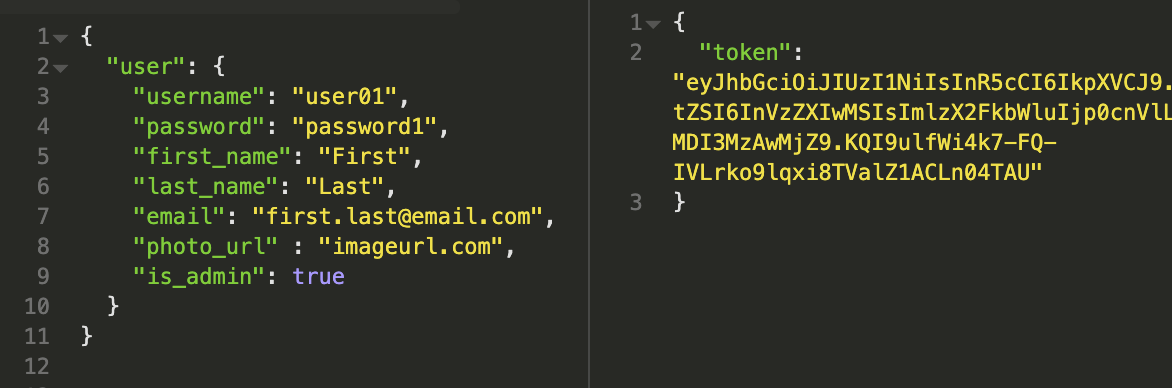 1 {
2 "user": {
3 "username": "user01",
4 "password": "password1",
5 "first_name": "First",
6 "last_name": "Last",
7 "email": "first.last@email.com",
8 "photo_url" : "imageurl.com",
9 "is_admin": true
10 }
11 }
12
1 {
2 "token":
"eyJhbGciOiJIUzI1NiIsInR5cCI6IkpXVCJ9.
tZSI6InVzZXIwMSIsImlzX2FkbWluIjp0cnVlL
MDI3MzAwMjZ9.KQI9ulfWi4k7-FQ-
IVLrko9lqxi8TValZ1ACLn04TAU"
3 }